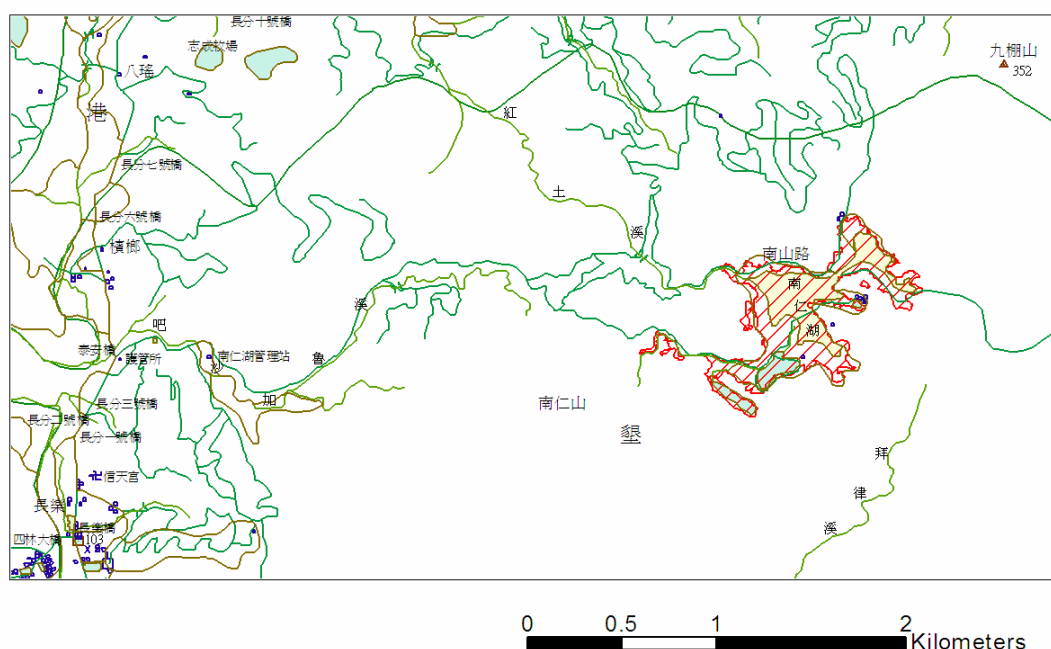 長分十號橋
志成牧場
九棚山
352
八瑤
港
紅
長分七號橋
土
長分六號橋
溪
檳榔
南山路
南
仁
湖
溪
吧
泰安橋
護管所
南仁湖管理站
沙
魯
加
南仁山
長分三號橋
長分二號橋
長分一號橋
墾
拜
律
溪
卍信天宮
長樂
長樂橋
四林大橋
103
0 0.5 1 2
Kilometers